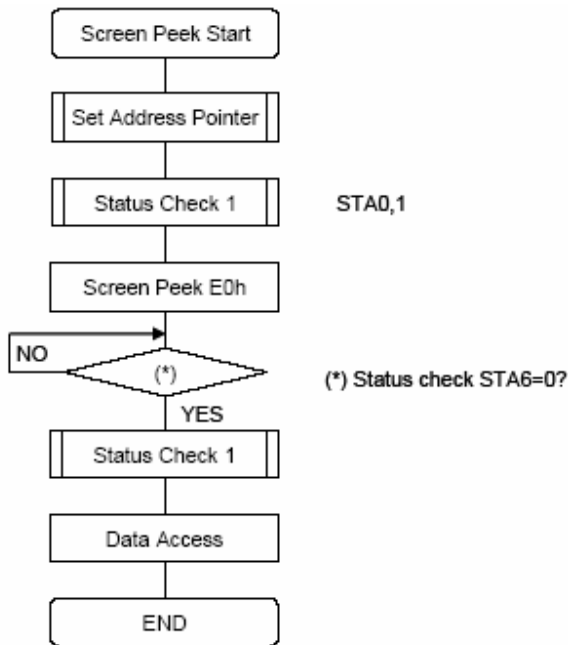 Screen Peek Start
Set Address Pointer
Status Check 1
STA0,1
Screen Peek E0h
NO
(*)
(*) Status check STA6=0?
YES
Status Check 1
Data Access
END